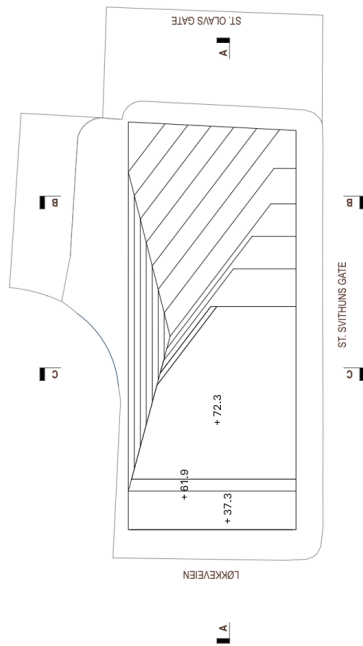 ST. OLAVS GATE
A
B
B
ST. SVITHUNS GATE
C
C
+ 72.3
+ 61.9
+ 37.3
LØKKEVEIEN
A